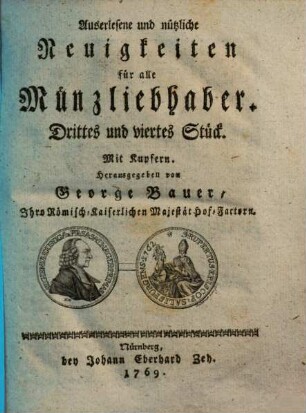 Auserlesene und nützliche
Neuigkeiten
für alle
Münzliebhaber.
Drittes und viertes Stück.
Mit Kupfern.
Herausgegeben von
George Bauer,
Ihro Römisch-Kaiserlichen Majestät Hof-Factorn.
Nürnberg,
bey Johann Eberhard Zeh.
1769.